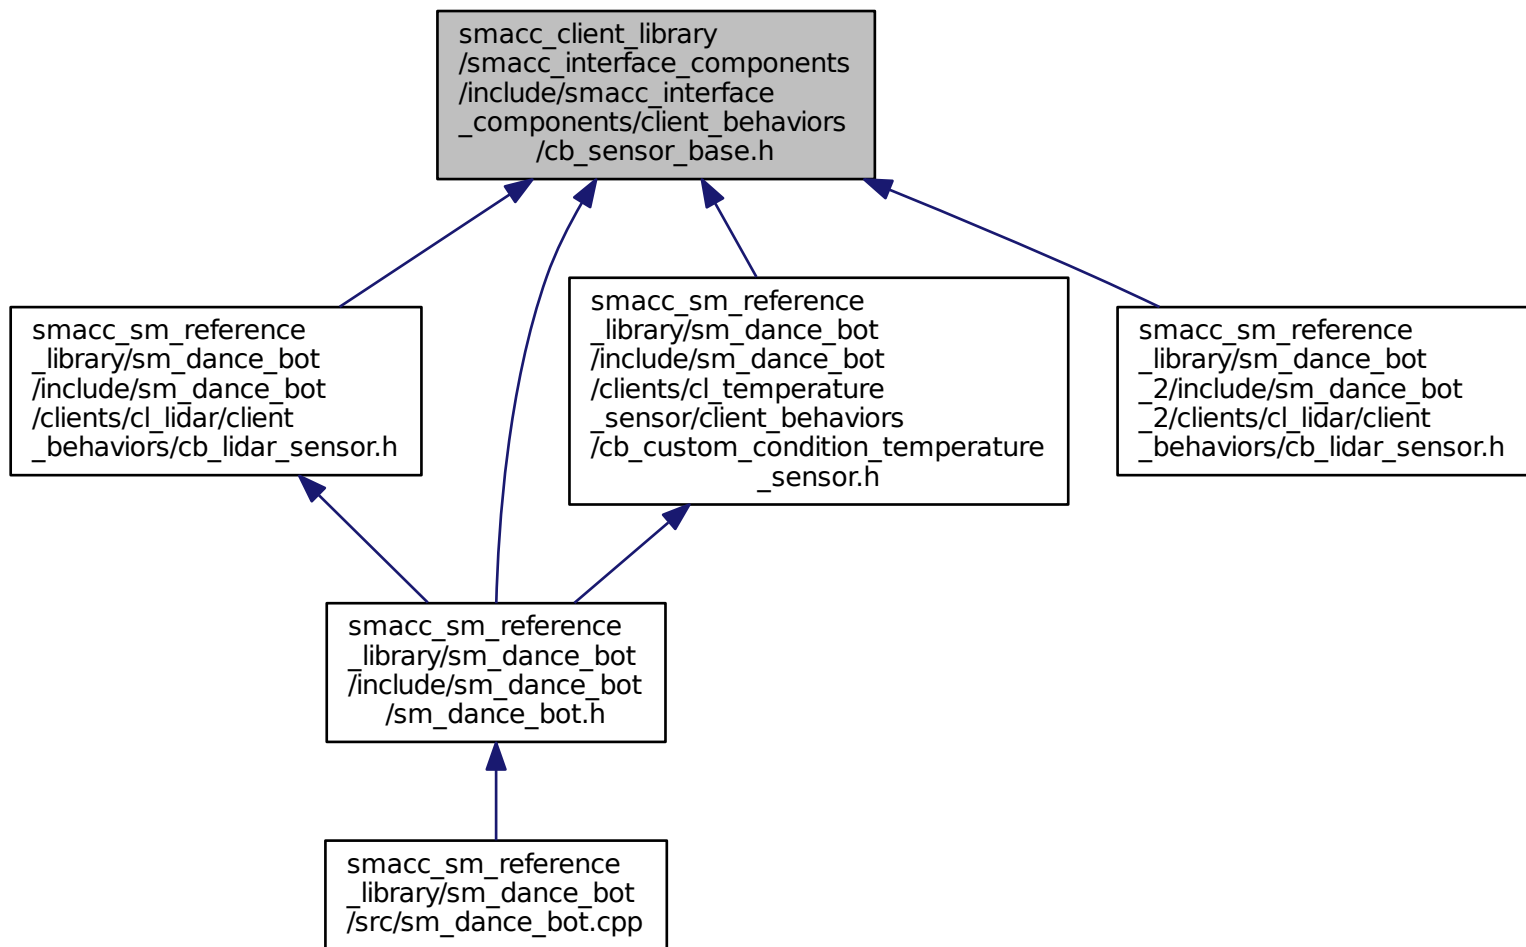 smacc_client_library
/smacc_interface_components
/include/smacc_interface
_components/client_behaviors
/cb_sensor_base.h
smacc_sm_reference
_library/sm_dance_bot
/include/sm_dance_bot
/clients/cl_lidar/client
_behaviors/cb_lidar_sensor.h
smacc_sm_reference
_library/sm_dance_bot
/include/sm_dance_bot
/clients/cl_temperature
_sensor/client_behaviors
/cb_custom_condition_temperature
_sensor.h
smacc_sm_reference
_library/sm_dance_bot
_2/include/sm_dance_bot
_2/clients/cl_lidar/client
_behaviors/cb_lidar_sensor.h
smacc_sm_reference
_library/sm_dance_bot
/include/sm_dance_bot
/sm_dance_bot.h
smacc_sm_reference
_library/sm_dance_bot
/src/sm_dance_bot.cpp